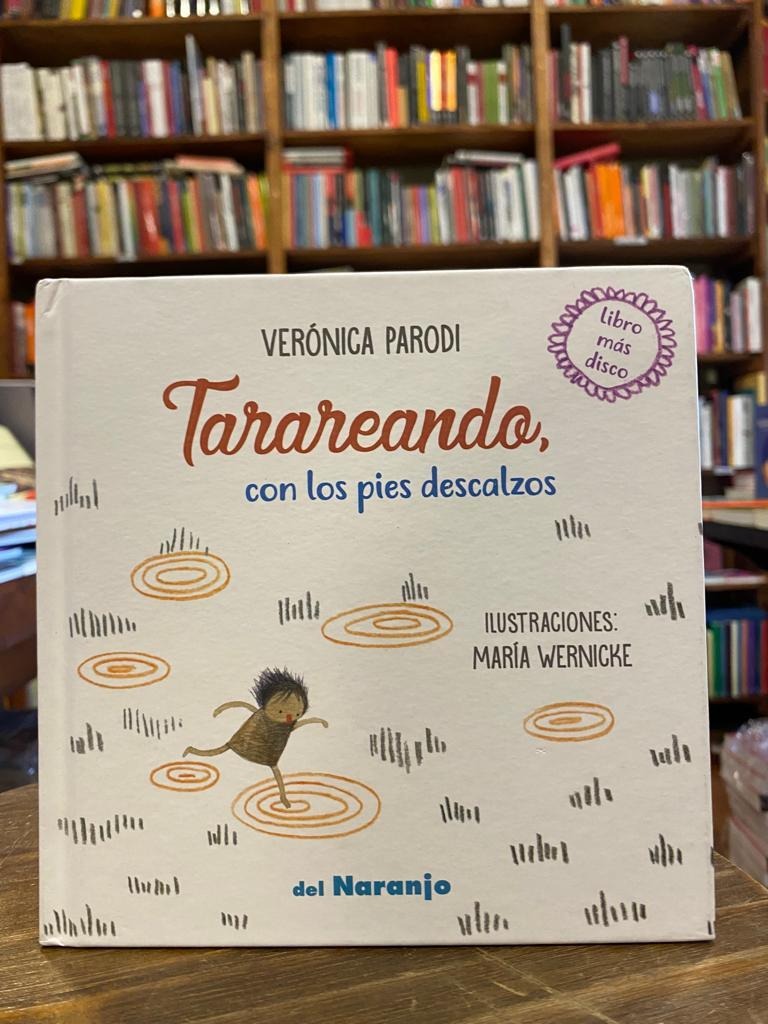 VERÓNICA PARODI
libro
más
disco
Tarareando,
con los pies descalzos
ILUSTRACIONES:
MARÍA WERNICKE
del Naranjo